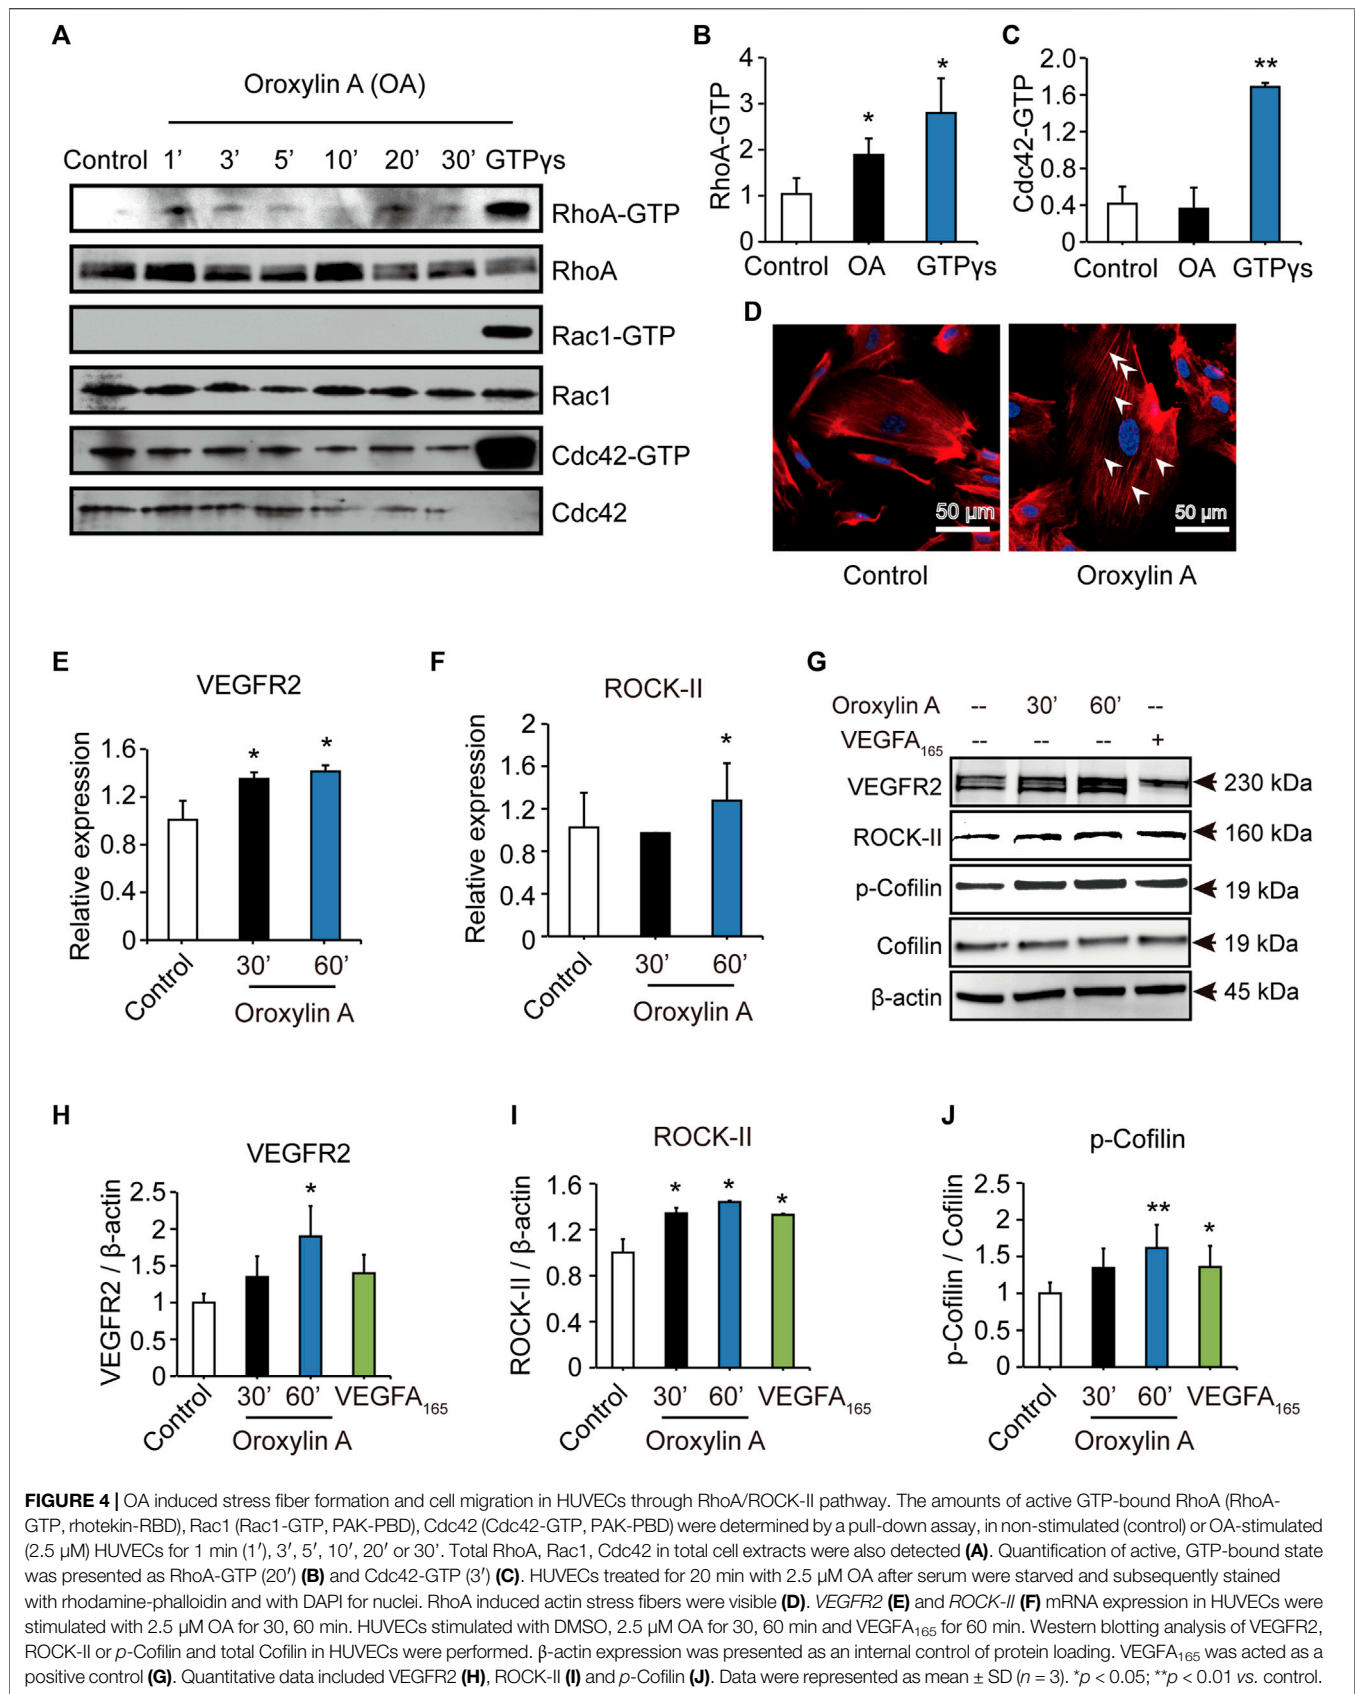 A
Oroxylin A (OA)
Control 1’ 3’ 5’ 10’ 20’ 30’ GTPγs
RhoA-GTP
RhoA
Rac1-GTP
Rac1
Cdc42-GTP
Cdc42
B
RhoA-GTP
4
3
2
1
0
*
*
Control OA GTPγs
C
Cdc42-GTP
2.0
1.6
1.2
0.8
0.4
0
**
Control OA GTPγs
D
50 µm
50 µm
Control Oroxylin A
E
VEGFR2
Relative expression
1.6
1.2
0.8
0.4
0
*
*
Control 30’ 60’
Oroxylin A
F
ROCK-II
Relative expression
2
1.6
1.2
0.8
0.4
0
*
Control 30’ 60’
Oroxylin A
G
Oroxylin A -- 30’ 60’ --
VEGFA165 -- -- -- +
VEGFR2 230 kDa
ROCK-II 160 kDa
p-Cofilin 19 kDa
Cofilin 19 kDa
β-actin 45 kDa
H
VEGFR2
VEGFR2 / β-actin
2.5
2
1.5
1
0.5
0
*
Control 30’ 60’ VEGFA165
Oroxylin A
I
ROCK-II
ROCK-II / β-actin
1.6
1.2
0.8
0.4
0
*
*
*
Control 30’ 60’ VEGFA165
Oroxylin A
J
p-Cofilin
p-Cofilin / Cofilin
2.5
2
1.5
1
0.5
0
**
*
Control 30’ 60’ VEGFA165
Oroxylin A
FIGURE 4 | OA induced stress fiber formation and cell migration in HUVECs through RhoA/ROCK-II pathway. The amounts of active GTP-bound RhoA (RhoA-
GTP, rhotekin-RBD), Rac1 (Rac1-GTP, PAK-PBD), Cdc42 (Cdc42-GTP, PAK-PBD) were determined by a pull-down assay, in non-stimulated (control) or OA-stimulated
(2.5 µM) HUVECs for 1 min (1′), 3′, 5′, 10′, 20′ or 30’. Total RhoA, Rac1, Cdc42 in total cell extracts were also detected (A). Quantification of active, GTP-bound state
was presented as RhoA-GTP (20′) (B) and Cdc42-GTP (3′) (C). HUVECs treated for 20 min with 2.5 µM OA after serum were starved and subsequently stained
with rhodamine-phalloidin and with DAPI for nuclei. RhoA induced actin stress fibers were visible (D). VEGFR2 (E) and ROCK-II (F) mRNA expression in HUVECs were
stimulated with 2.5 µM OA for 30, 60 min. HUVECs stimulated with DMSO, 2.5 µM OA for 30, 60 min and VEGFA165 for 60 min. Western blotting analysis of VEGFR2,
ROCK-II or p-Cofilin and total Cofilin in HUVECs were performed. β-actin expression was presented as an internal control of protein loading. VEGFA165 was acted as a
positive control (G). Quantitative data included VEGFR2 (H), ROCK-II (I) and p-Cofilin (J). Data were represented as mean ± SD (n = 3). *p < 0.05; **p < 0.01 vs. control.